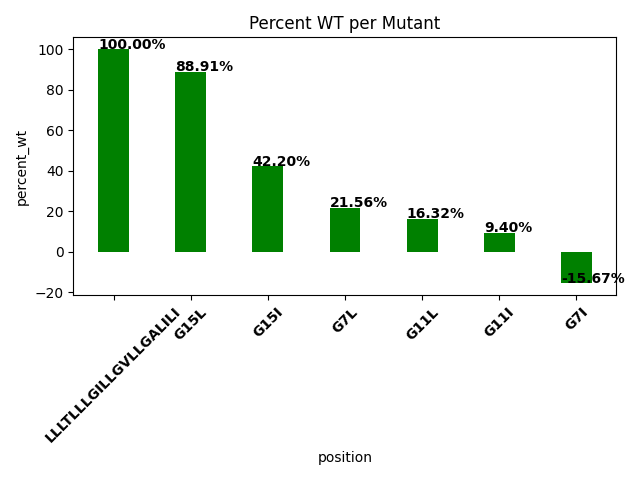 Percent WT per Mutant
percent_wt
100
80
60
40
20
0
−20
100.00%
88.91%
42.20%
21.56%
16.32%
9.40%
-15.67%
LLLTLLLGILLGVLLGALILI
G15L
G15I
G7L
G11L
G11I
G7I
position